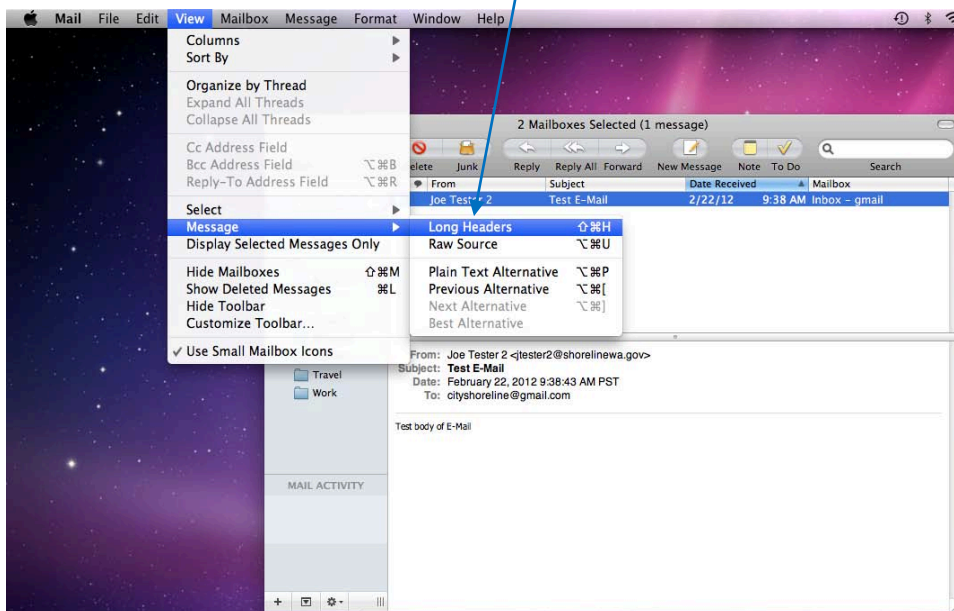 Mail File Edit View Mailbox Message Format Window Help
Columns
Sort By
Organize by Thread
Expand All Threads
Collapse All Threads
Cc Address Field
Bcc Address Field ⌥⌘B
Reply-To Address Field ⌥⌘R
Select
Message
Display Selected Messages Only
Hide Mailboxes ⇧⌘M
Show Deleted Messages ⌘L
Hide Toolbar
Customize Toolbar...
✓ Use Small Mailbox Icons
2 Mailboxes Selected (1 message)
elete Junk Reply Reply All Forward New Message Note To Do Search
From Subject Date Received Mailbox
Joe Tester 2 Test E-Mail 2/22/12 9:38 AM Inbox – gmail
Long Headers ⇧⌘H
Raw Source ⌥⌘U
Plain Text Alternative ⌥⌘P
Previous Alternative ⌥⌘[
Next Alternative ⌥⌘]
Best Alternative
Travel
Work
MAIL ACTIVITY
From: Joe Tester 2 <jtester2@shorelinewa.gov>
Subject: Test E-Mail
Date: February 22, 2012 9:38:43 AM PST
To: cityshoreline@gmail.com
Test body of E-Mail